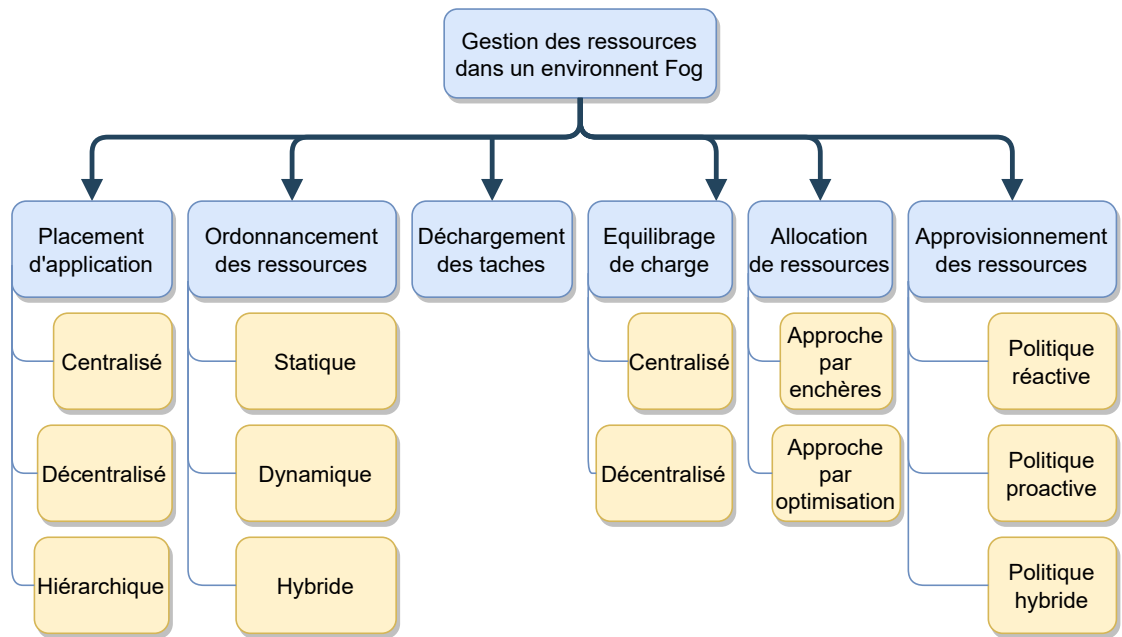 Gestion des ressources
dans un environnent Fog
Placement
d'application
Ordonnancement
des ressources
Déchargement
des taches
Equilibrage
de charge
Allocation
de ressources
Approvisionnement
des ressources
Centralisé
Statique
Centralisé
Approche
par
enchères
Politique
réactive
Décentralisé
Dynamique
Décentralisé
Approche
par
optimisation
Politique
proactive
Hiérarchique
Hybride
Politique
hybride